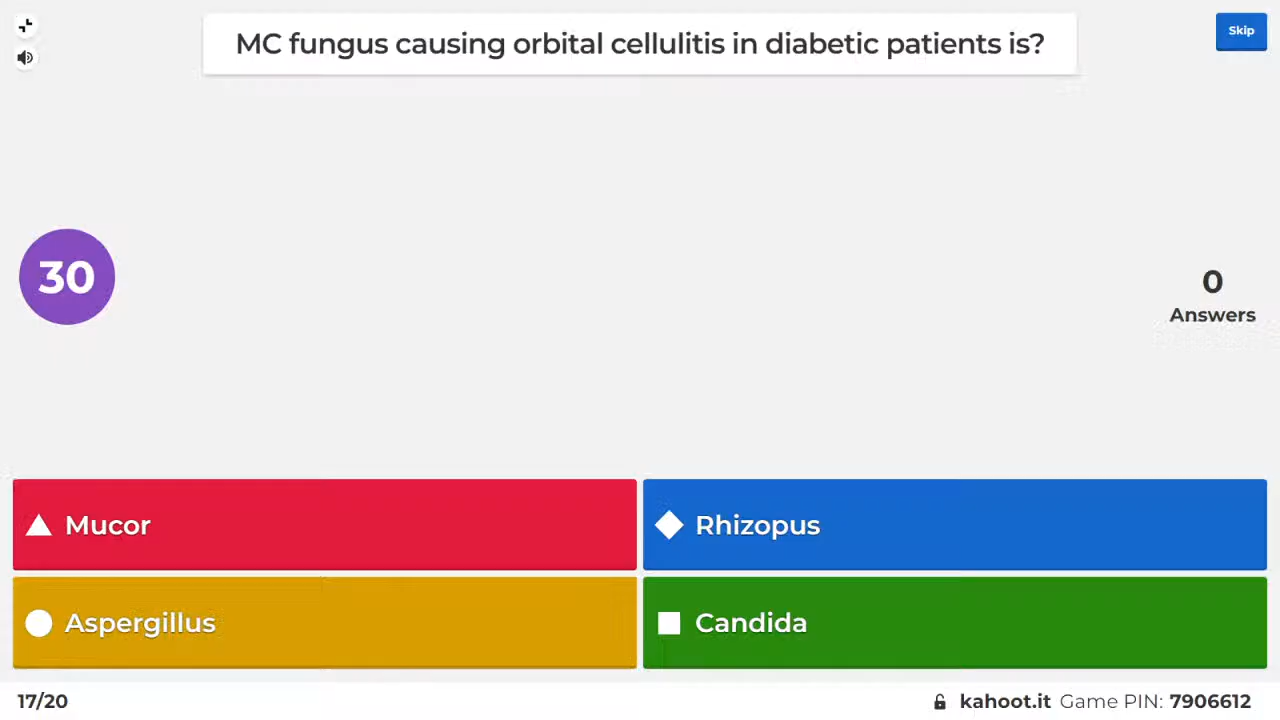 MC fungus causing orbital cellulitis in diabetic patients is?
Skip
30
0
Answers
Mucor
Rhizopus
Aspergillus
Candida
17/20
kahoot.it Game PIN: 7906612